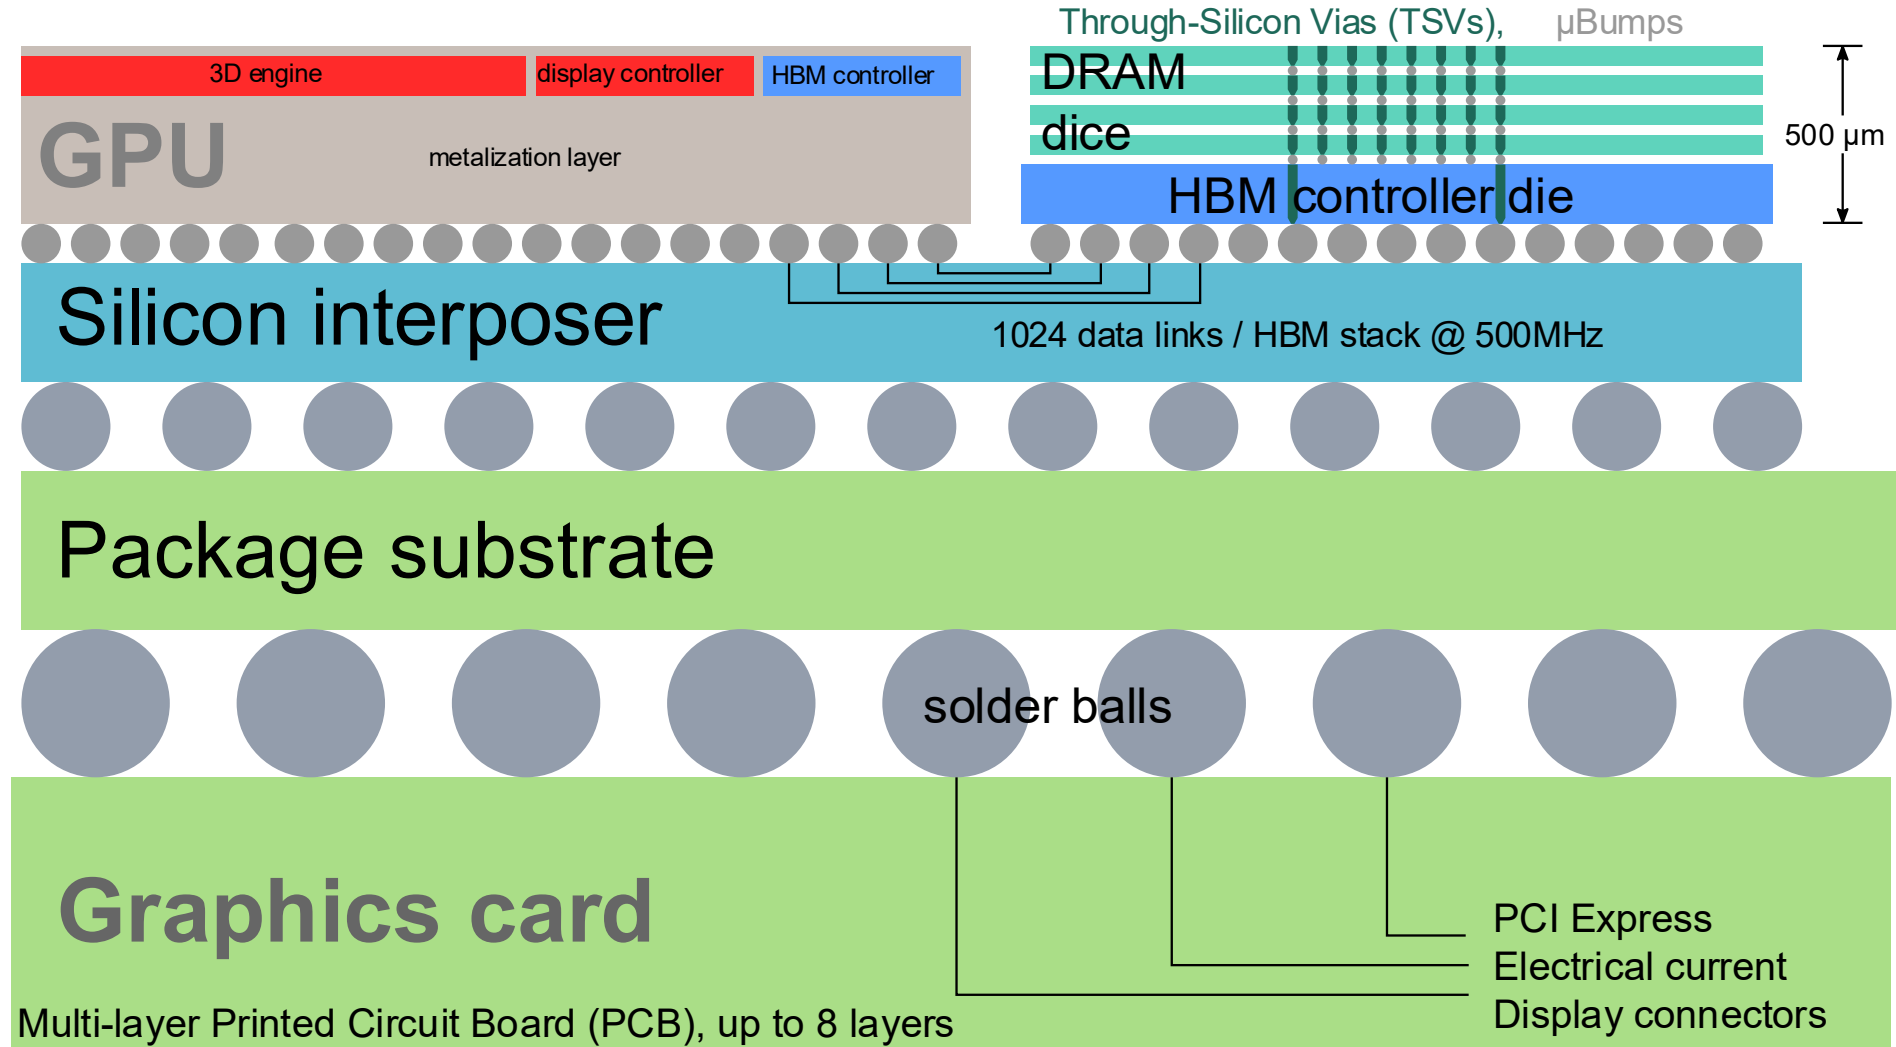 Through-Silicon Vias (TSVs), µBumps
3D engine
display controller
HBM controller
GPU
metalization layer
DRAM
dice
HBM controller die
500 µm
Silicon interposer
1024 data links / HBM stack @ 500MHz
Package substrate
solder balls
Graphics card
PCI Express
Electrical current
Display connectors
Multi-layer Printed Circuit Board (PCB), up to 8 layers